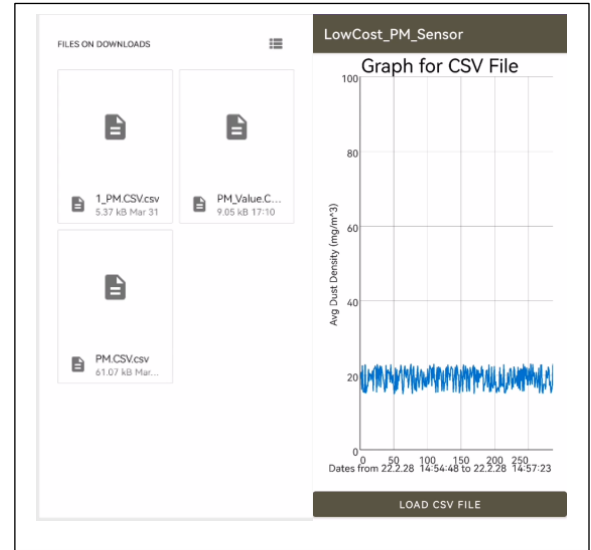 FILES ON DOWNLOADS
1_PM.CSV.csv
5.37 kB Mar 31
PM_Value.C...
9.05 kB 17:10
PM.CSV.csv
61.07 kB Mar...
LowCost_PM_Sensor
Graph for CSV File
100
80
60
40
20
0
Avg Dust Density (mg/m^3)
0 50 100 150 200 250
Dates from 22.2.28 14:54:48 to 22.2.28 14:57:23
LOAD CSV FILE